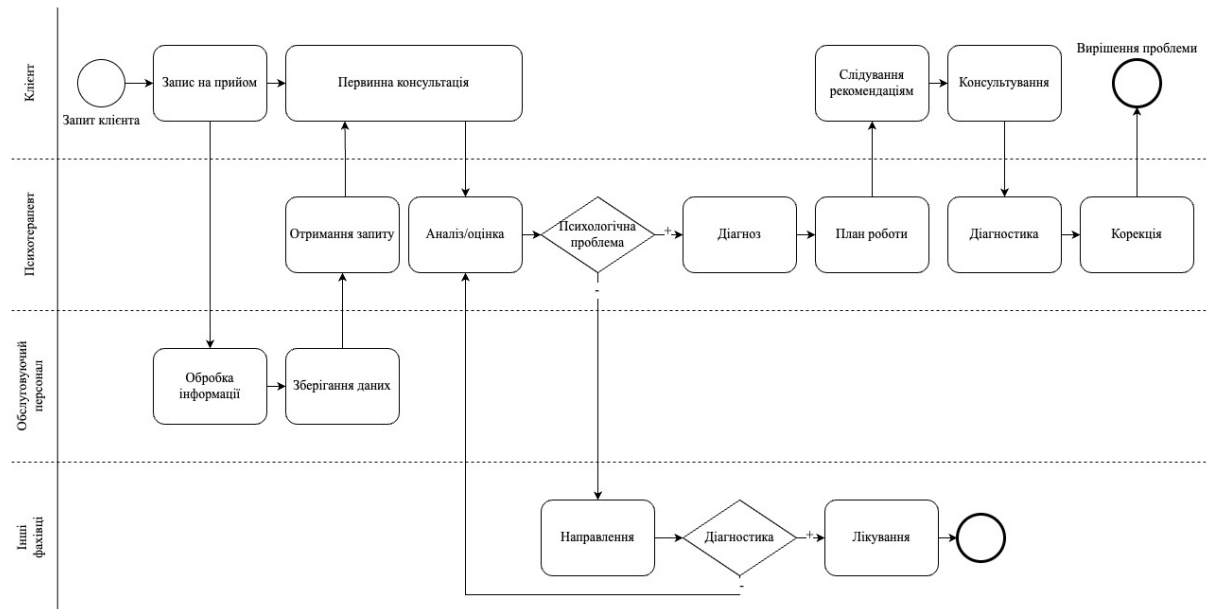 Клієнт
Запит клієнта
Запис на прийом
Первинна консультація
Слідування
рекомендаціям
Консультування
Вирішення проблеми
Психотерапевт
Отримання запиту
Аналіз/оцінка
Психологічна
проблема
+
-
Діагноз
План роботи
Діагностика
Корекція
Обслуговуючий
персонал
Обробка
інформації
Зберігання даних
Інші
фахівці
Направлення
Діагностика
+
-
Лікування